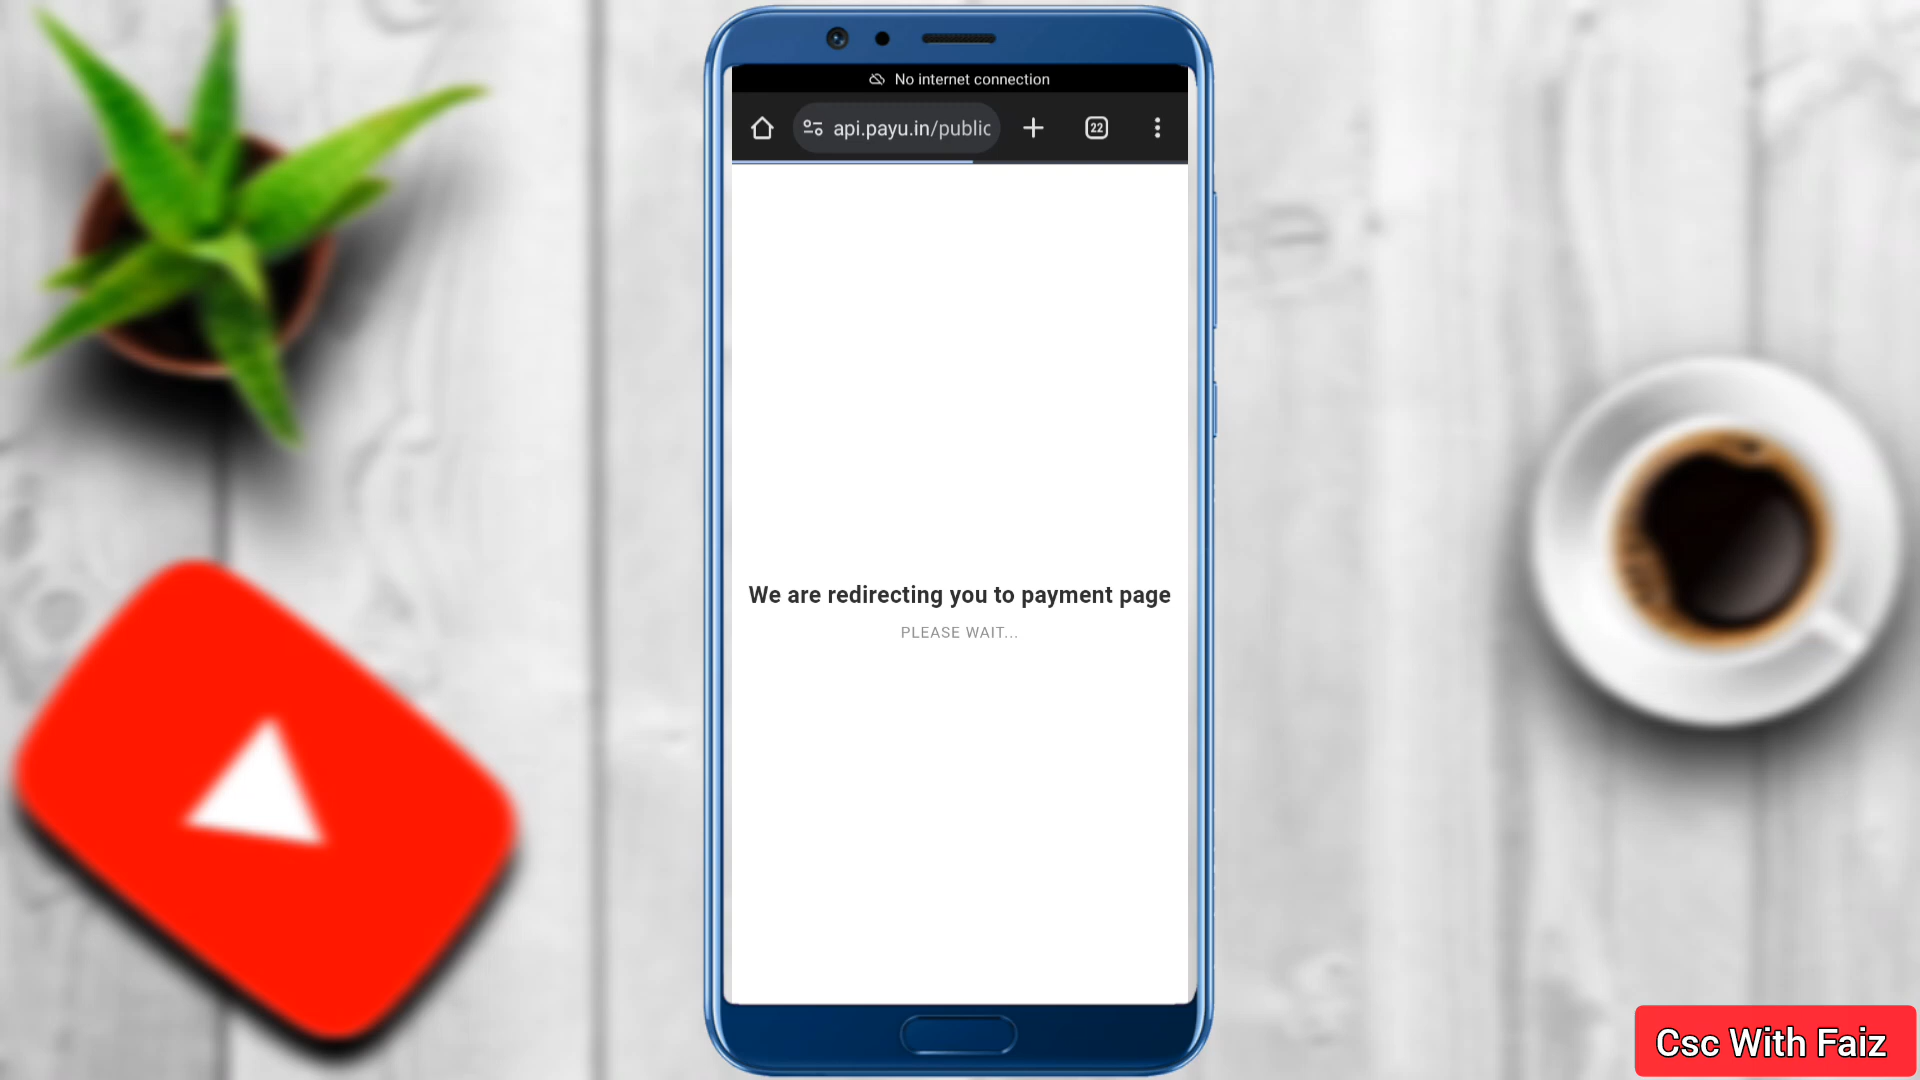 No internet connection
api.payu.in/public
22
We are redirecting you to payment page
PLEASE WAIT...
Csc With Faiz